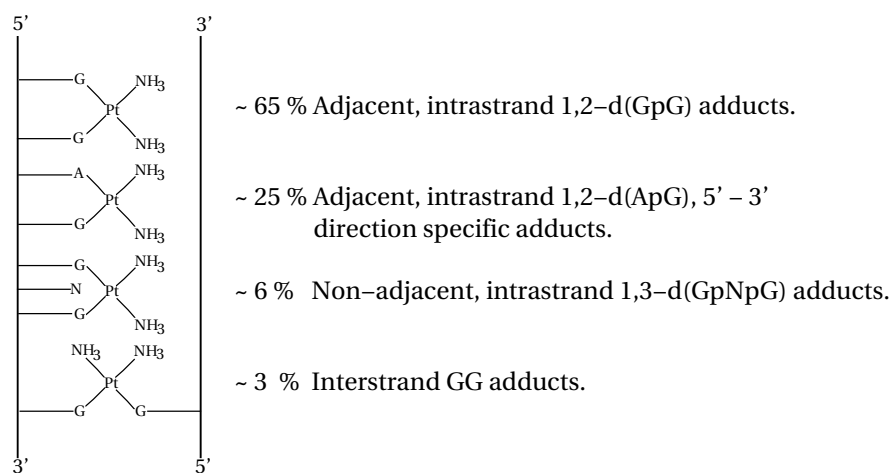 5’ 3’
G NH3
Pt
~ 65 % Adjacent, intrastrand 1,2–d(GpG) adducts.
G NH3
A NH3
Pt
~ 25 % Adjacent, intrastrand 1,2–d(ApG), 5’ – 3’
G NH3
direction specific adducts.
G NH3
N Pt
~ 6 % Non–adjacent, intrastrand 1,3–d(GpNpG) adducts.
G NH3
NH3 NH3
Pt
~ 3 % Interstrand GG adducts.
G G
3’ 5’